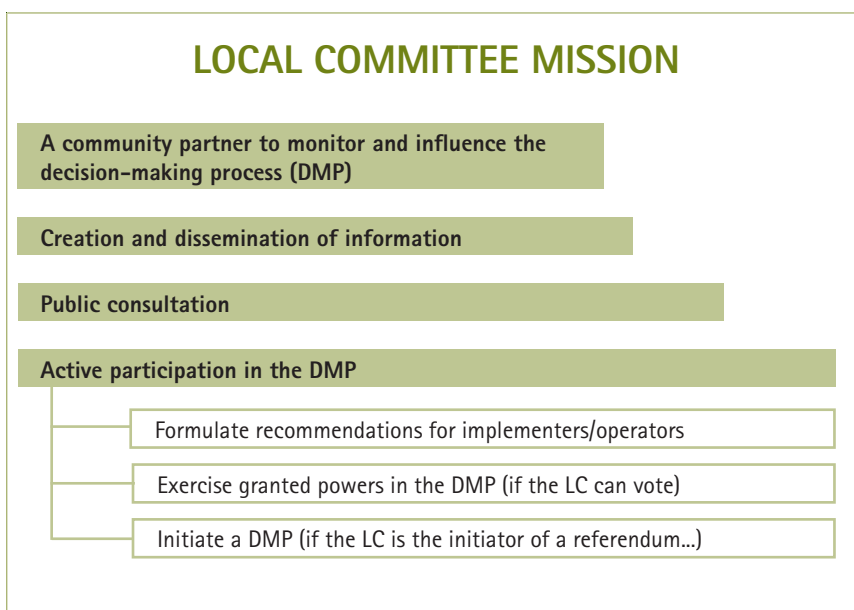 LOCAL COMMITTEE MISSION
A community partner to monitor and influence the
decision-making process (DMP)
Creation and dissemination of information
Public consultation
Active participation in the DMP
Formulate recommendations for implementers/operators
Exercise granted powers in the DMP (if the LC can vote)
Initiate a DMP (if the LC is the initiator of a referendum...)